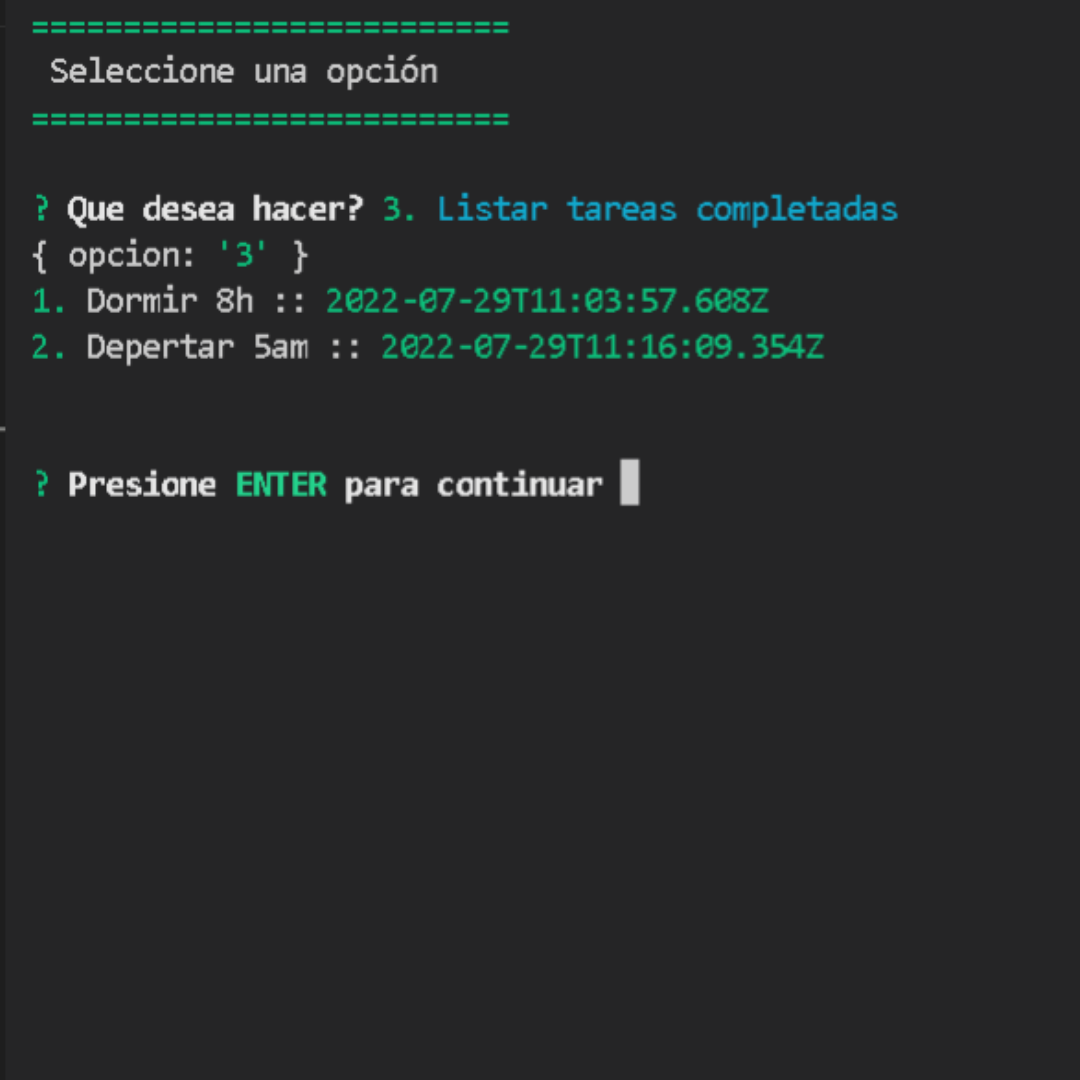 ==========================
Seleccione una opción
==========================
? Que desea hacer? 3. Listar tareas completadas
{ opcion: '3' }
1. Dormir 8h :: 2022-07-29T11:03:57.608Z
2. Depertar 5am :: 2022-07-29T11:16:09.354Z
? Presione ENTER para continuar